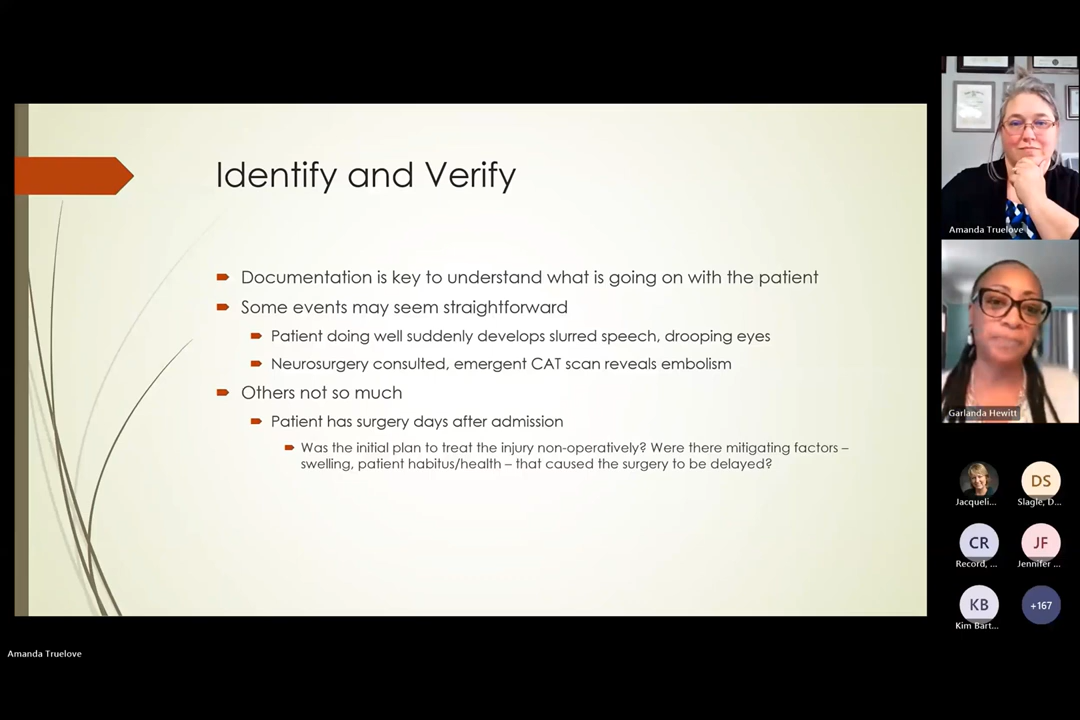 Identify and Verify
Documentation is key to understand what is going on with the patient
Some events may seem straightforward
Patient doing well suddenly develops slurred speech, drooping eyes
Neurosurgery consulted, emergent CAT scan reveals embolism
Others not so much
Patient has surgery days after admission
Was the initial plan to treat the injury non-operatively? Were there mitigating factors –
swelling, patient habitus/health – that caused the surgery to be delayed?
Amanda Truelove
Garlanda Hewitt
DS
Jacqueli...
Slagle, D...
CR
JF
Record, ...
Jennifer ...
KB
+167
Kim Bart...
Amanda Truelove